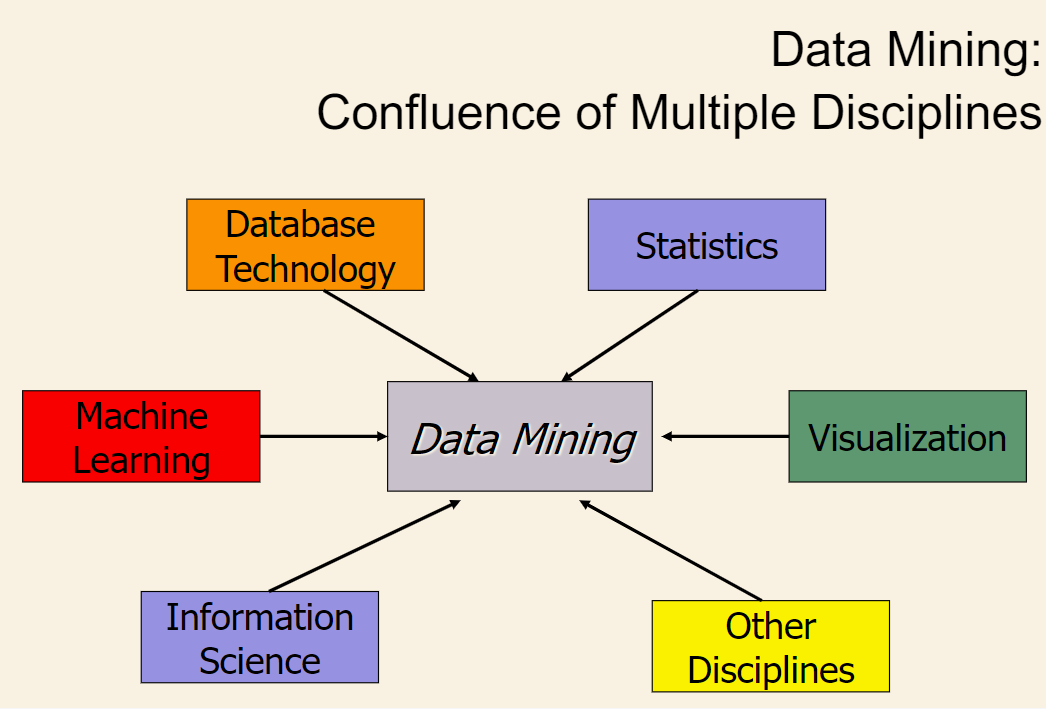 Data Mining:
Confluence of Multiple Disciplines
Database
Technology
Statistics
Machine
Learning
Data Mining
Visualization
Information
Science
Other
Disciplines